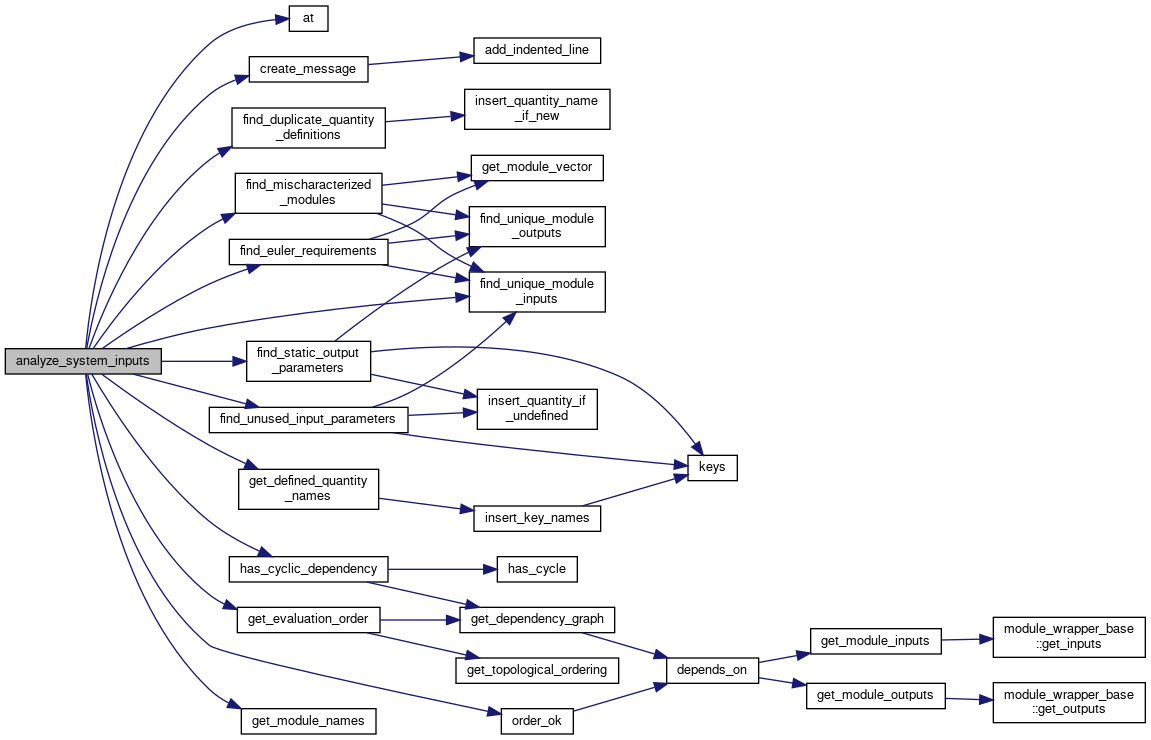 at
create_message
add_indented_line
find_duplicate_quantity
_definitions
insert_quantity_name
_if_new
find_mischaracterized
_modules
get_module_vector
find_unique_module
_outputs
find_euler_requirements
find_unique_module
_inputs
analyze_system_inputs
find_static_output
_parameters
insert_quantity_if
_undefined
find_unused_input_parameters
keys
get_defined_quantity
_names
insert_key_names
has_cyclic_dependency
has_cycle
get_evaluation_order
get_dependency_graph
get_topological_ordering
depends_on
get_module_inputs
module_wrapper_base
::get_inputs
get_module_outputs
module_wrapper_base
::get_outputs
get_module_names
order_ok